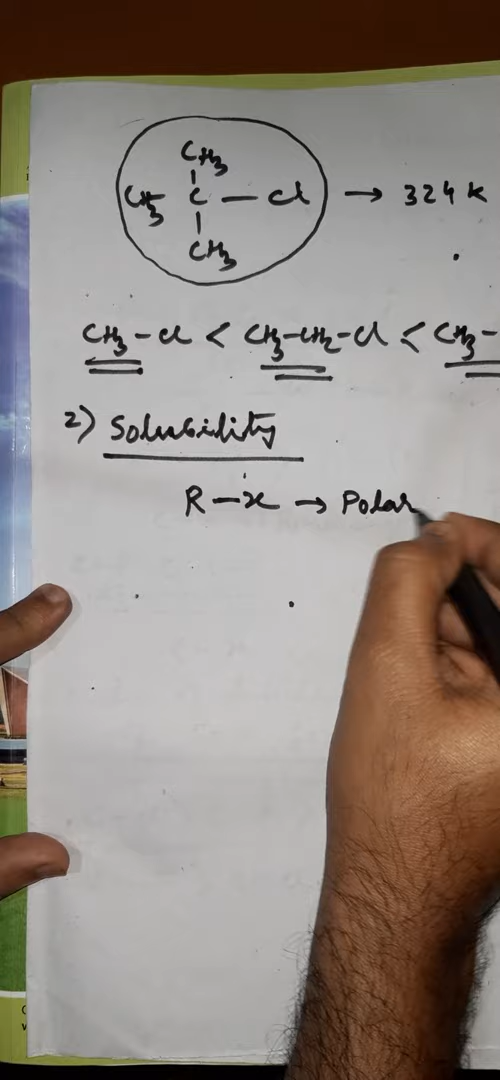 CH3
CH3 C — Cl → 324 K
CH3
CH3-Cl < CH3-CH2-Cl < CH3-
2) Solubility
R-x → Polar